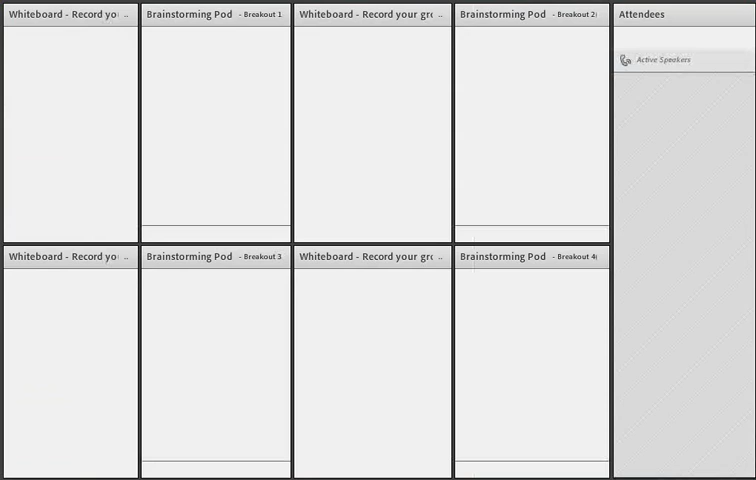 Whiteboard - Record yo ..
Brainstorming Pod - Breakout 1
Whiteboard - Record your gro ..
Brainstorming Pod - Breakout 2
Attendees
Active Speakers
Whiteboard - Record yo ..
Brainstorming Pod - Breakout 3
Whiteboard - Record your gro ..
Brainstorming Pod - Breakout 4